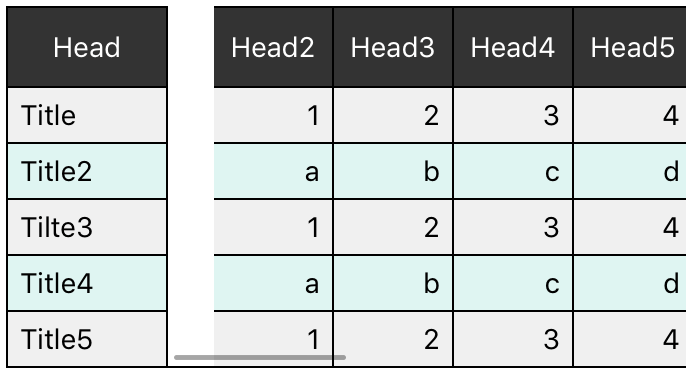 Head Head2 Head3 Head4 Head5
Title 1 2 3 4
Title2 a b c d
Tilte3 1 2 3 4
Title4 a b c d
Title5 1 2 3 4